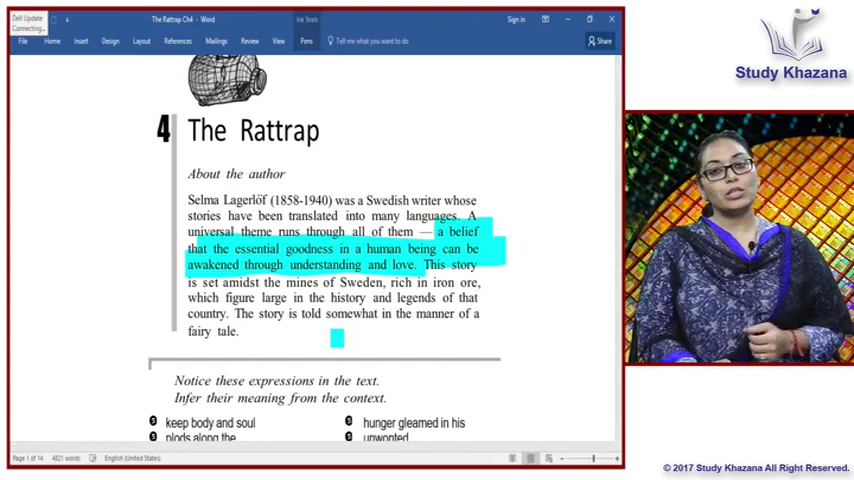 Dell Update
Connecting...
The Rattrap Ch4 - Word
Ink Tools
Sign in
File Home Insert Design Layout References Mailings Review View Pens Tell me what you want to do Share
Study Khazana
4 The Rattrap
About the author
Selma Lagerlöf (1858-1940) was a Swedish writer whose
stories have been translated into many languages. A
universal theme runs through all of them — a belief
that the essential goodness in a human being can be
awakened through understanding and love. This story
is set amidst the mines of Sweden, rich in iron ore,
which figure large in the history and legends of that
country. The story is told somewhat in the manner of a
fairy tale.
Notice these expressions in the text.
Infer their meaning from the context.
keep body and soul hunger gleamed in his
plods along the unwonted
Page 1 of 14 4821 words English (United States)
© 2017 Study Khazana All Right Reserved.